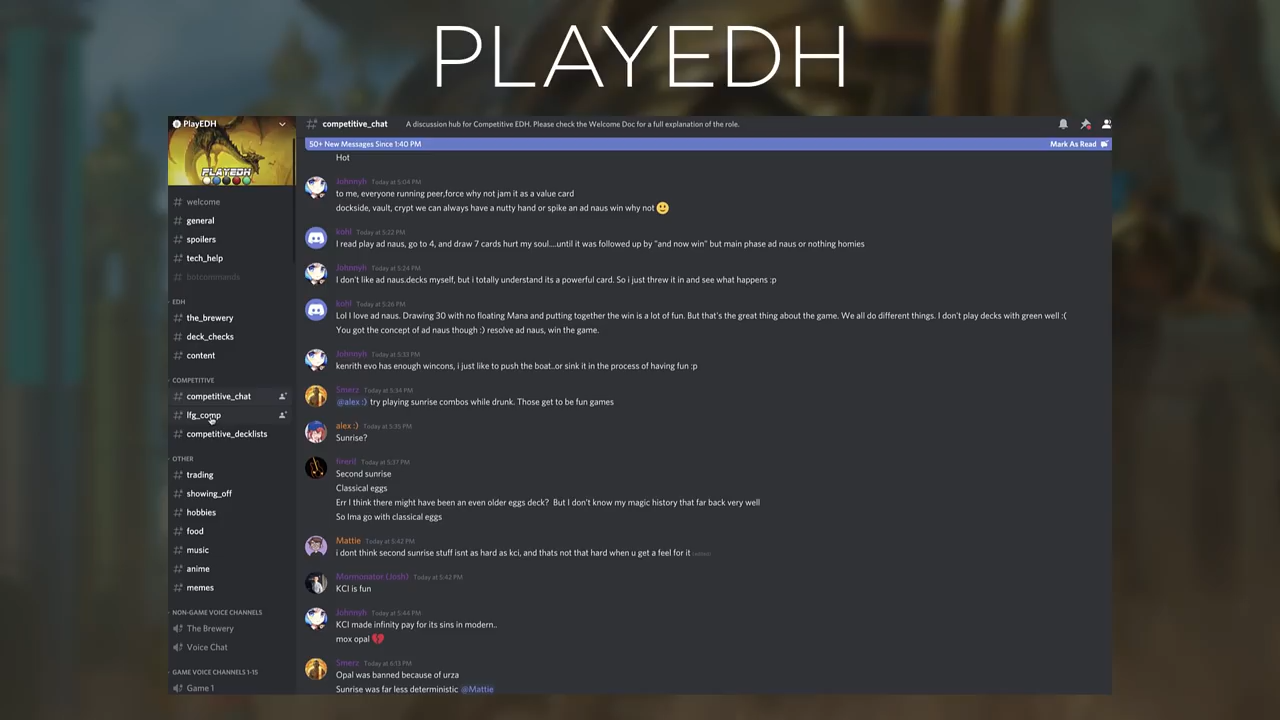 PLAYEDH
PlayEDH
PLAYEDH
# welcome
# general
# spoilers
# tech_help
# botcommands
EDH
# the_brewery
# deck_checks
# content
COMPETITIVE
# competitive_chat
# lfg_comp
# competitive_decklists
OTHER
# trading
# showing_off
# hobbies
# food
# music
# anime
# memes
NON-GAME VOICE CHANNELS
The Brewery
Voice Chat
GAME VOICE CHANNELS 1-15
Game 1
# competitive_chat A discussion hub for Competitive EDH. Please check the Welcome Doc for a full explanation of the role.
50+ New Messages Since 1:40 PM Mark As Read
Hot
Johnnyh Today at 5:04 PM
to me, everyone running peer,force why not jam it as a value card
dockside, vault, crypt we can always have a nutty hand or spike an ad naus win why not 🙂
kohl Today at 5:22 PM
I read play ad naus, go to 4, and draw 7 cards hurt my soul....until it was followed up by "and now win" but main phase ad naus or nothing homies
Johnnyh Today at 5:24 PM
I don't like ad naus.decks myself, but i totally understand its a powerful card. So i just threw it in and see what happens :p
kohl Today at 5:26 PM
Lol I love ad naus. Drawing 30 with no floating Mana and putting together the win is a lot of fun. But that's the great thing about the game. We all do different things. I don't play decks with green well :(
You got the concept of ad naus though :) resolve ad naus, win the game.
Johnnyh Today at 5:33 PM
kenrith evo has enough wincons, i just like to push the boat..or sink it in the process of having fun :p
Smerz Today at 5:34 PM
@alex :) try playing sunrise combos while drunk. Those get to be fun games
alex :) Today at 5:35 PM
Sunrise?
Today at 5:37 PM
Second sunrise
Classical eggs
Err I think there might have been an even older eggs deck? But I don't know my magic history that far back very well
So Ima go with classical eggs
Mattie Today at 5:42 PM
i dont think second sunrise stuff isnt as hard as kci, and thats not that hard when u get a feel for it (edited)
Mormonator (Josh) Today at 5:42 PM
KCI is fun
Johnnyh Today at 5:44 PM
KCI made infinity pay for its sins in modern..
mox opal 💔
Smerz Today at 6:13 PM
Opal was banned because of urza
Sunrise was far less deterministic @Mattie